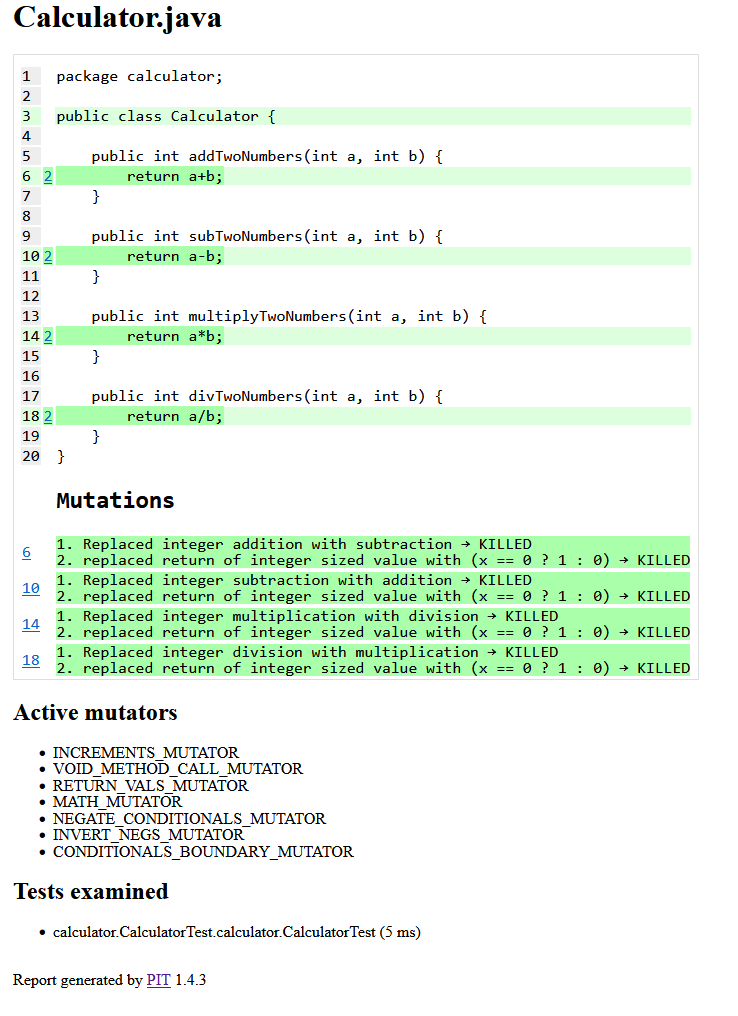 Calculator.java
1 package calculator;
2
3 public class Calculator {
4
5 public int addTwoNumbers(int a, int b) {
6 2 return a+b;
7 }
8
9 public int subTwoNumbers(int a, int b) {
10 2 return a-b;
11 }
12
13 public int multiplyTwoNumbers(int a, int b) {
14 2 return a*b;
15 }
16
17 public int divTwoNumbers(int a, int b) {
18 2 return a/b;
19 }
20 }
Mutations
6
1. Replaced integer addition with subtraction → KILLED
2. replaced return of integer sized value with (x == 0 ? 1 : 0) → KILLED
10
1. Replaced integer subtraction with addition → KILLED
2. replaced return of integer sized value with (x == 0 ? 1 : 0) → KILLED
14
1. Replaced integer multiplication with division → KILLED
2. replaced return of integer sized value with (x == 0 ? 1 : 0) → KILLED
18
1. Replaced integer division with multiplication → KILLED
2. replaced return of integer sized value with (x == 0 ? 1 : 0) → KILLED
Active mutators
• INCREMENTS_MUTATOR
• VOID_METHOD_CALL_MUTATOR
• RETURN_VALS_MUTATOR
• MATH_MUTATOR
• NEGATE_CONDITIONALS_MUTATOR
• INVERT_NEGS_MUTATOR
• CONDITIONALS_BOUNDARY_MUTATOR
Tests examined
• calculator.CalculatorTest.calculator.CalculatorTest (5 ms)
Report generated by PIT 1.4.3